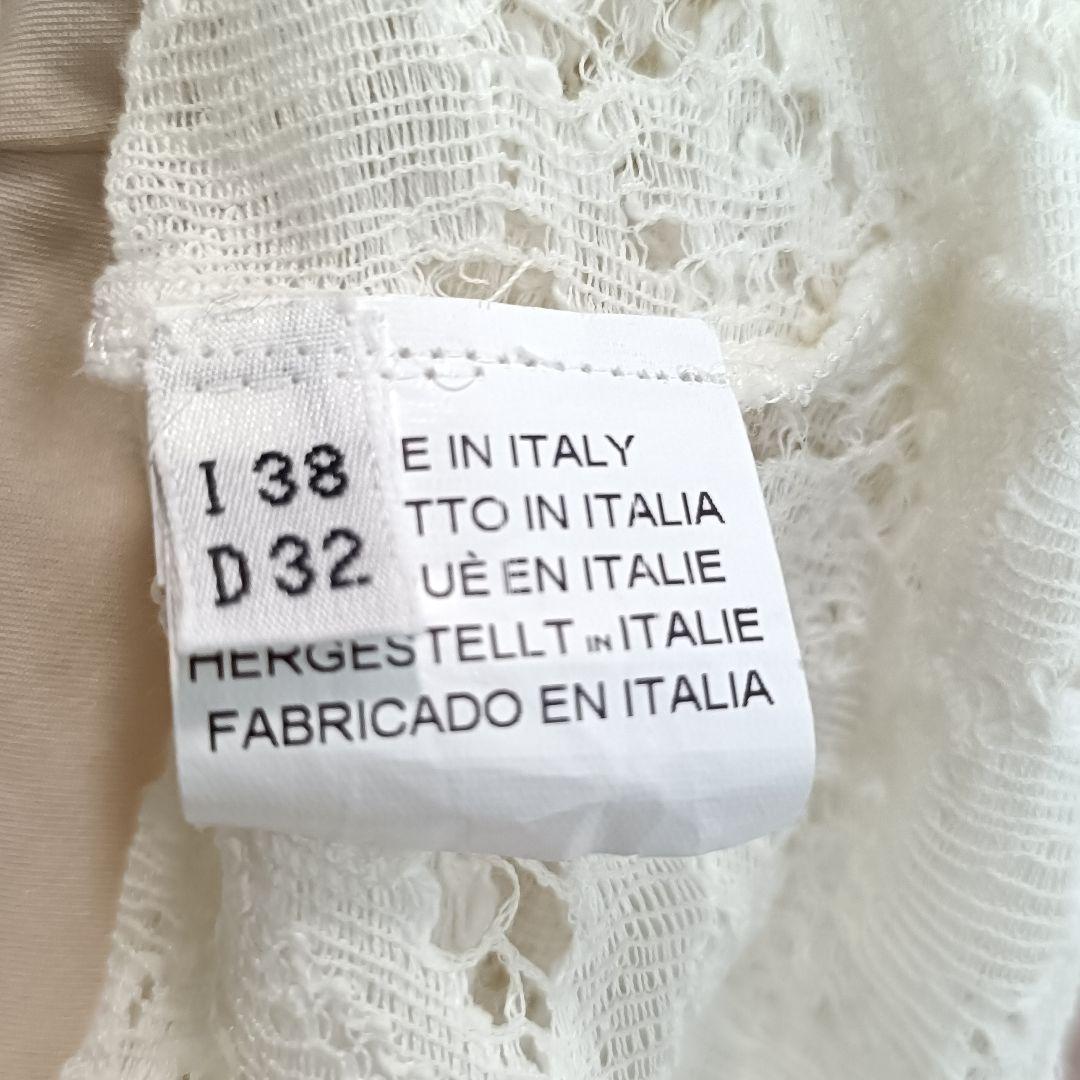 I 38
D 32
E IN ITALY
TTO IN ITALIA
UÈ EN ITALIE
HERGESTELLT IN ITALIE
FABRICADO EN ITALIA